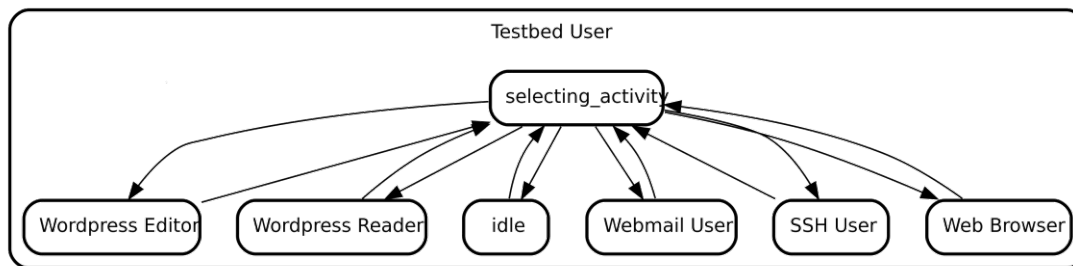 Testbed User
selecting_activity
Wordpress Editor
Wordpress Reader
idle
Webmail User
SSH User
Web Browser